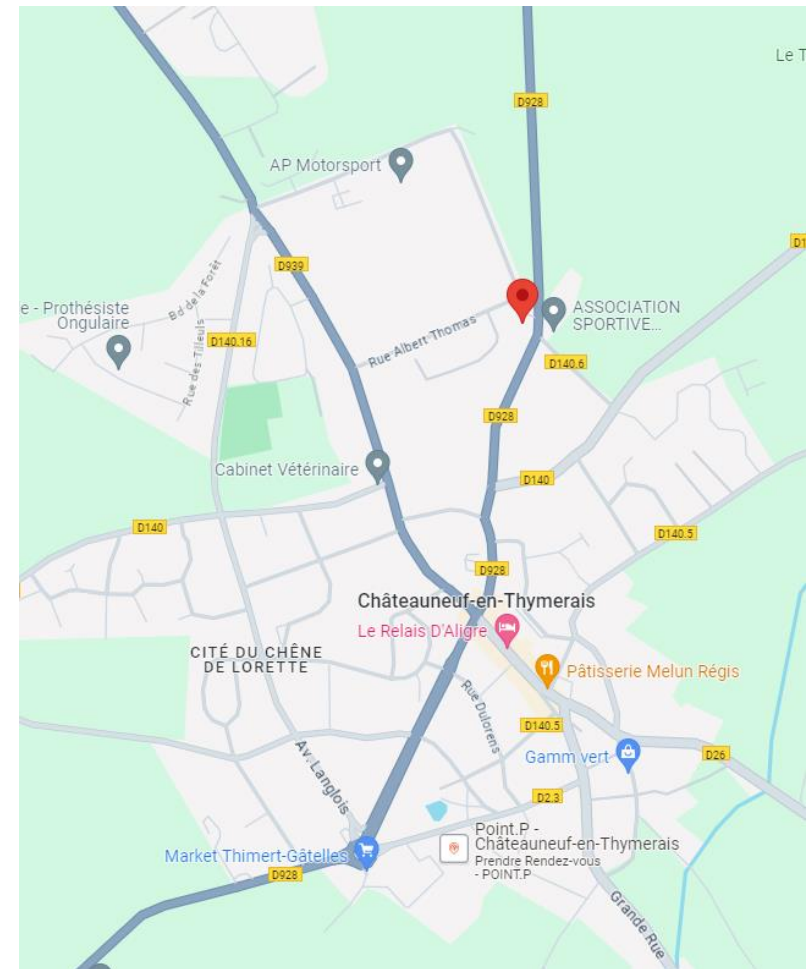 Le T
D928
AP Motorsport
D1
D939
Bd de la Forêt
e - Prothésiste
Ongulaire
ASSOCIATION
SPORTIVE...
Rue Albert Thomas
D140.16
Rue des Tilleuls
D140.6
D928
Cabinet Vétérinaire
D140
D140
D140.5
D928
Châteauneuf-en-Thymerais
Le Relais D'Aligre
CITÉ DU CHÊNE
DE LORETTE
Pâtisserie Melun Régis
Rue Dulorens
D140.5
Gamm vert
D26
Av. Langlois
D2.3
Point.P -
Châteauneuf-en-Thymerais
Prendre Rendez-vous
- POINT.P
Market Thimert-Gâtelles
D928
Grande Rue